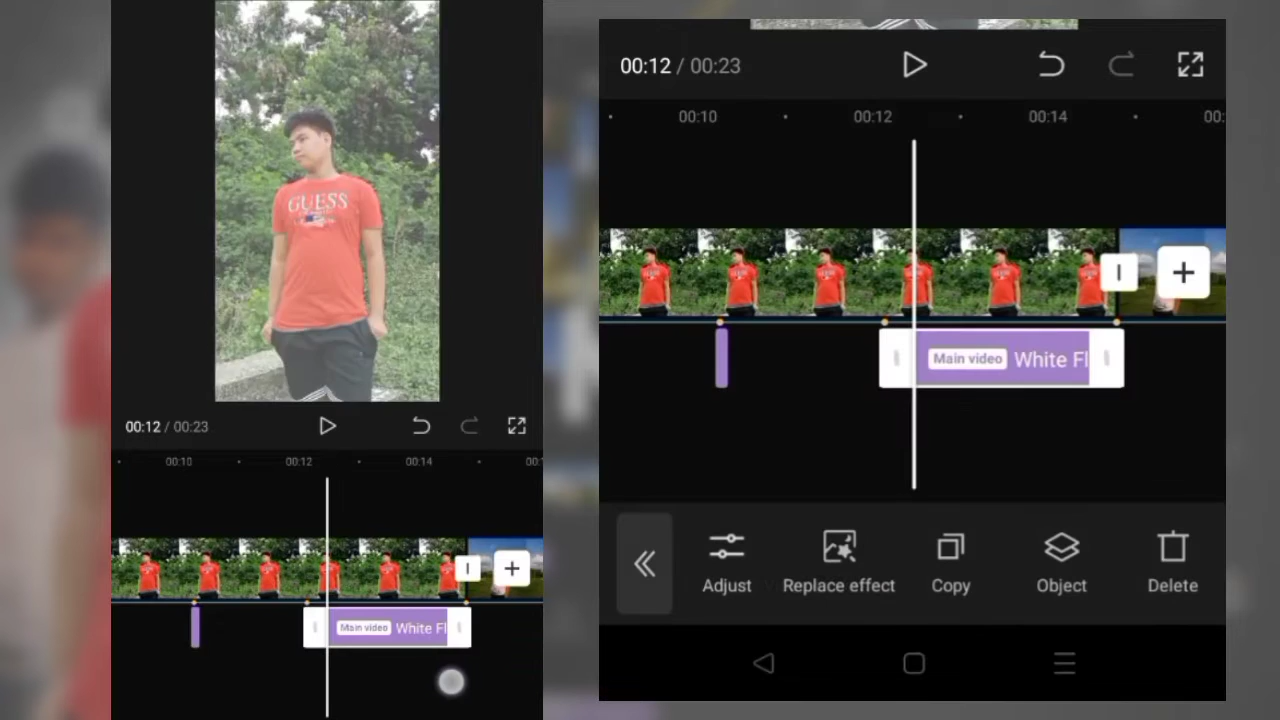 GUESS
00:12 / 00:23
00:10
00:12
00:14
Main video
White Fl
00:12 / 00:23
00:10
00:12
00:14
00:
Main video
White Fl
Adjust
Replace effect
Copy
Object
Delete